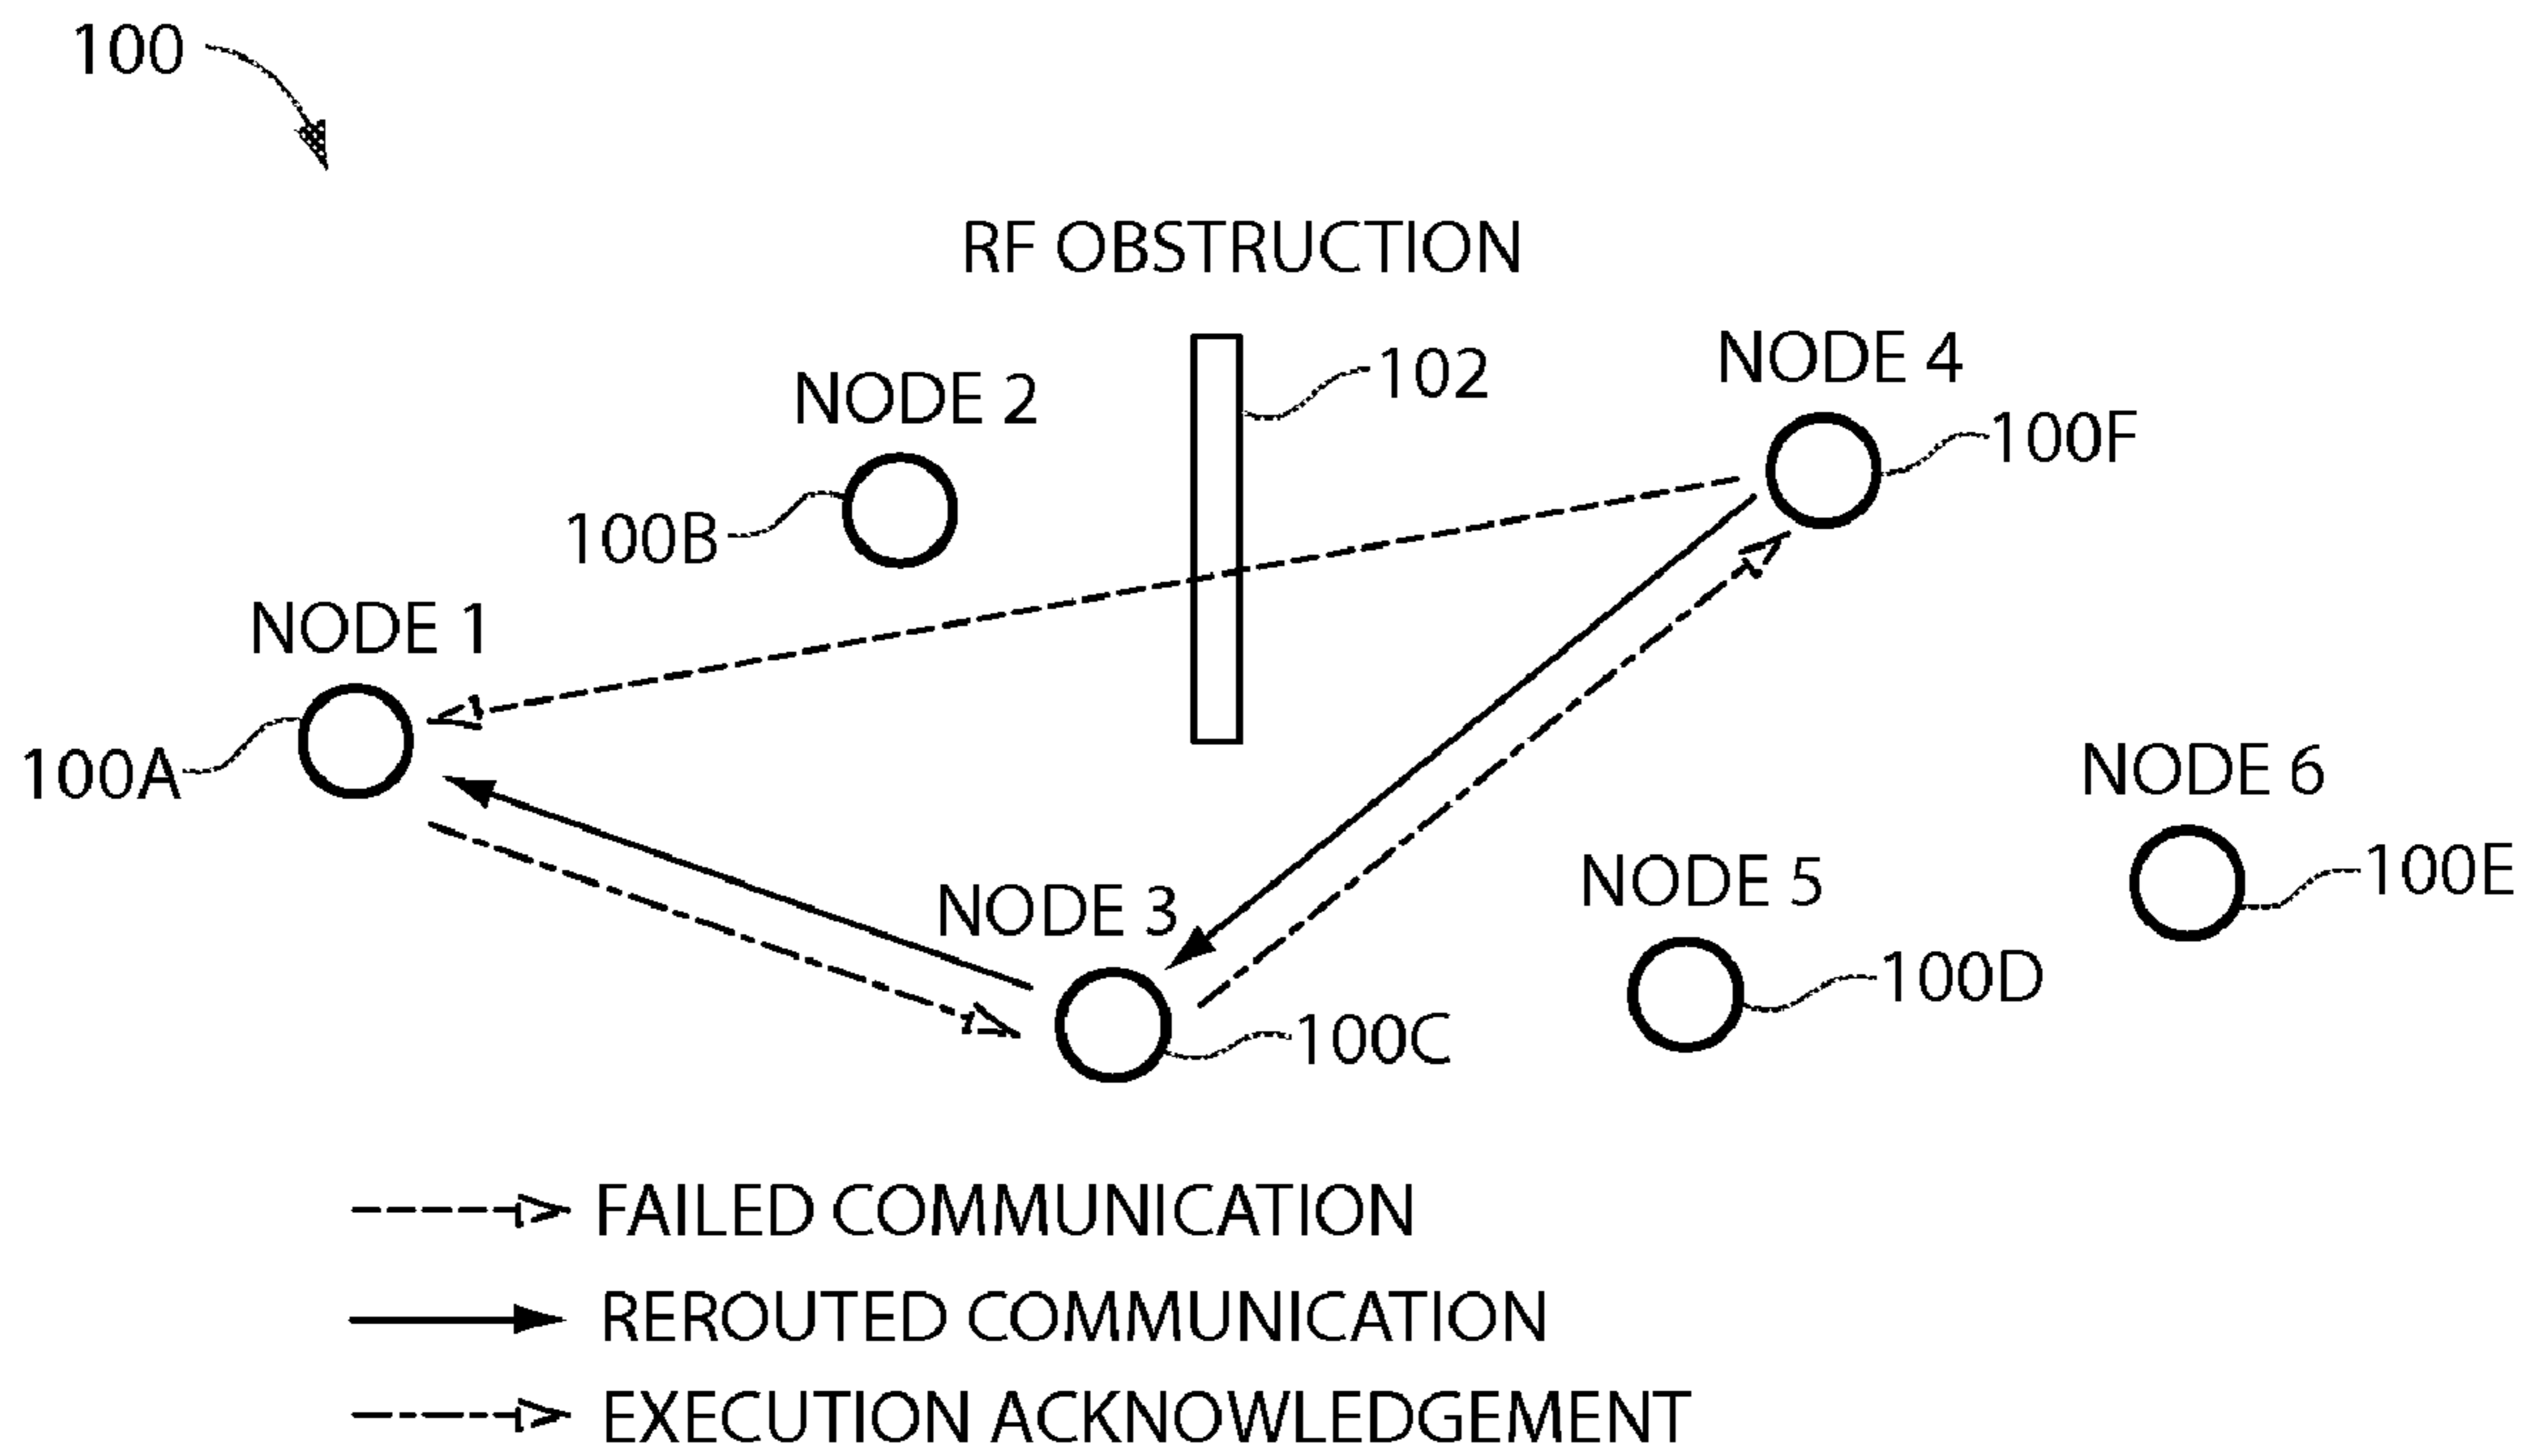 100
RF OBSTRUCTION
102
NODE 4
100F
NODE 2
100B
NODE 1
100A
NODE 6
100E
NODE 5
100D
NODE 3
100C
FAILED COMMUNICATION
REROUTED COMMUNICATION
EXECUTION ACKNOWLEDGEMENT